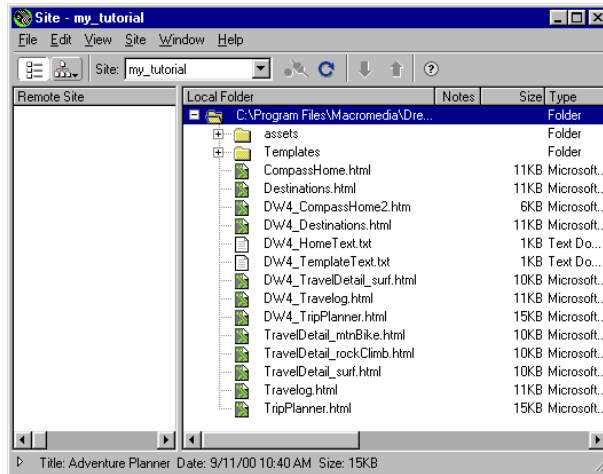 Site - my_tutorial
File Edit View Site Window Help
Site: my_tutorial
Remote Site Local Folder Notes Size Type
C:\Program Files\Macromedia\Dre... Folder
assets Folder
Templates Folder
CompassHome.html 11KB Microsoft..
Destinations.html 11KB Microsoft..
DW4_CompassHome2.htm 6KB Microsoft..
DW4_Destinations.html 11KB Microsoft..
DW4_HomeText.txt 1KB Text Do...
DW4_TemplateText.txt 1KB Text Do...
DW4_TravelDetail_surf.html 10KB Microsoft..
DW4_Travelog.html 11KB Microsoft..
DW4_TripPlanner.html 15KB Microsoft..
TravelDetail_mtnBike.html 10KB Microsoft..
TravelDetail_rockClimb.html 10KB Microsoft..
TravelDetail_surf.html 10KB Microsoft..
Travelog.html 11KB Microsoft..
TripPlanner.html 15KB Microsoft..
Title: Adventure Planner Date: 9/11/00 10:40 AM Size: 15KB